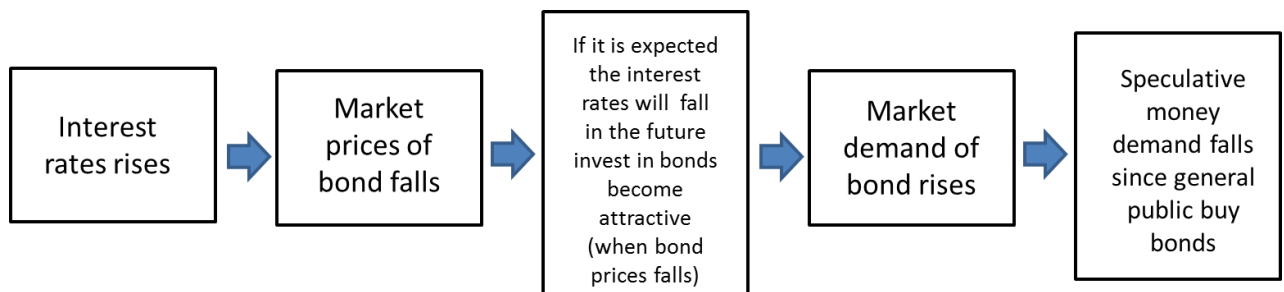 Interest
rates rises
Market
prices of
bond falls
If it is expected
the interest
rates will fall
in the future
invest in bonds
become
attractive
(when bond
prices falls)
Market
demand of
bond rises
Speculative
money
demand falls
since general
public buy
bonds